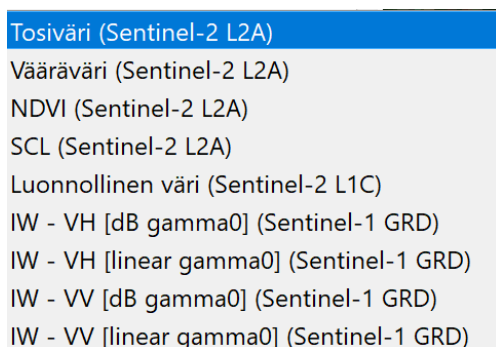 Tosiväri (Sentinel-2 L2A)
Vääräväri (Sentinel-2 L2A)
NDVI (Sentinel-2 L2A)
SCL (Sentinel-2 L2A)
Luonnollinen väri (Sentinel-2 L1C)
IW - VH [dB gamma0] (Sentinel-1 GRD)
IW - VH [linear gamma0] (Sentinel-1 GRD)
IW - VV [dB gamma0] (Sentinel-1 GRD)
IW - VV [linear gamma0] (Sentinel-1 GRD)